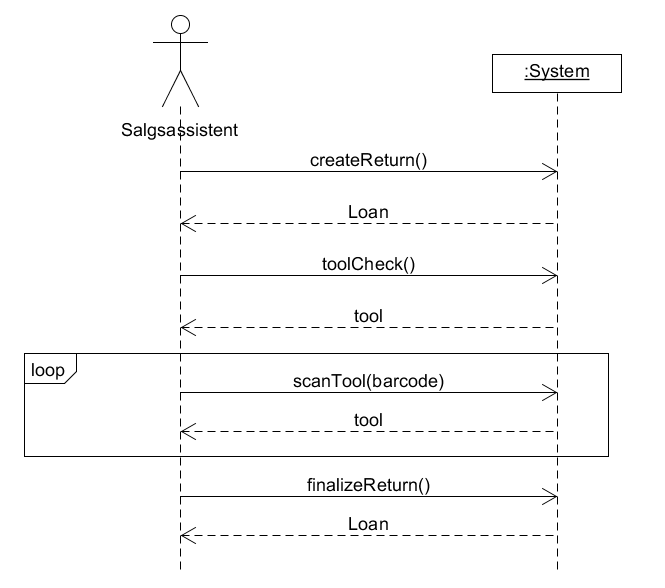 :System
Salgsassistent
createReturn()
Loan
toolCheck()
tool
loop
scanTool(barcode)
tool
finalizeReturn()
Loan